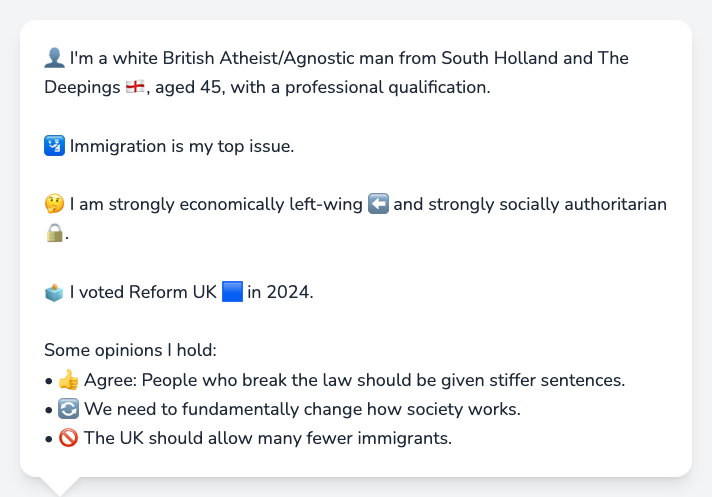 👤 I'm a white British Atheist/Agnostic man from South Holland and The
Deepings 🏴󠁧󠁢󠁥󠁮󠁧󠁿, aged 45, with a professional qualification.
🛂 Immigration is my top issue.
🤔 I am strongly economically left-wing ⬅️ and strongly socially authoritarian
🔒.
🗳️ I voted Reform UK 🟦 in 2024.
Some opinions I hold:
• 👍 Agree: People who break the law should be given stiffer sentences.
• 🔄 We need to fundamentally change how society works.
• 🚫 The UK should allow many fewer immigrants.